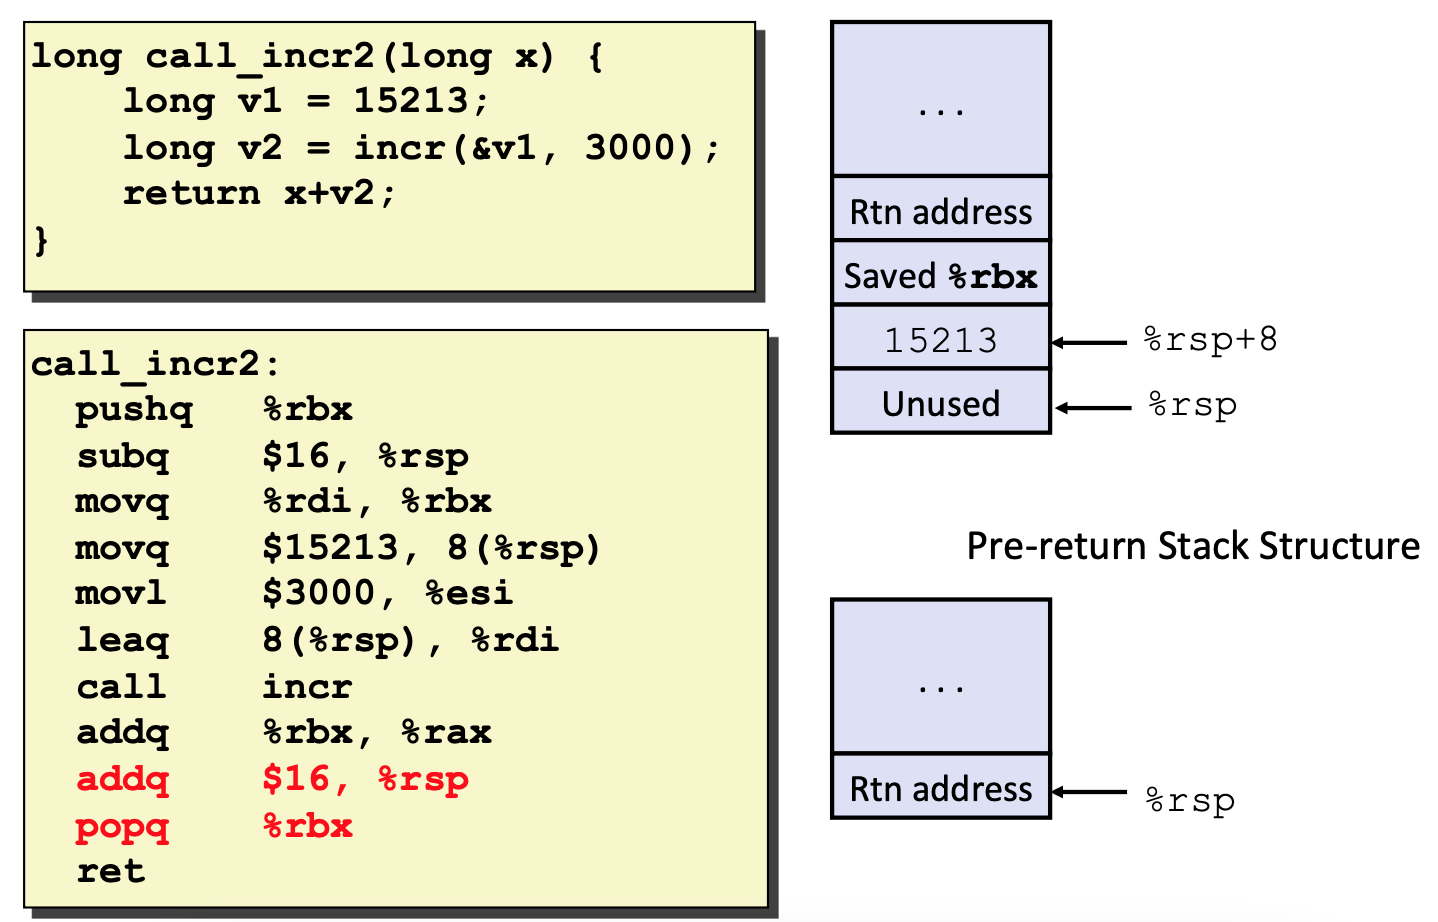 long call_incr2(long x) {
    long v1 = 15213;
    long v2 = incr(&v1, 3000);
    return x+v2;
}
call_incr2:
  pushq   %rbx
  subq    $16, %rsp
  movq    %rdi, %rbx
  movq    $15213, 8(%rsp)
  movl    $3000, %esi
  leaq    8(%rsp), %rdi
  call    incr
  addq    %rbx, %rax
  addq    $16, %rsp
  popq    %rbx
  ret
...
Rtn address
Saved %rbx
15213 %rsp+8
Unused %rsp
Pre-return Stack Structure
...
Rtn address %rsp